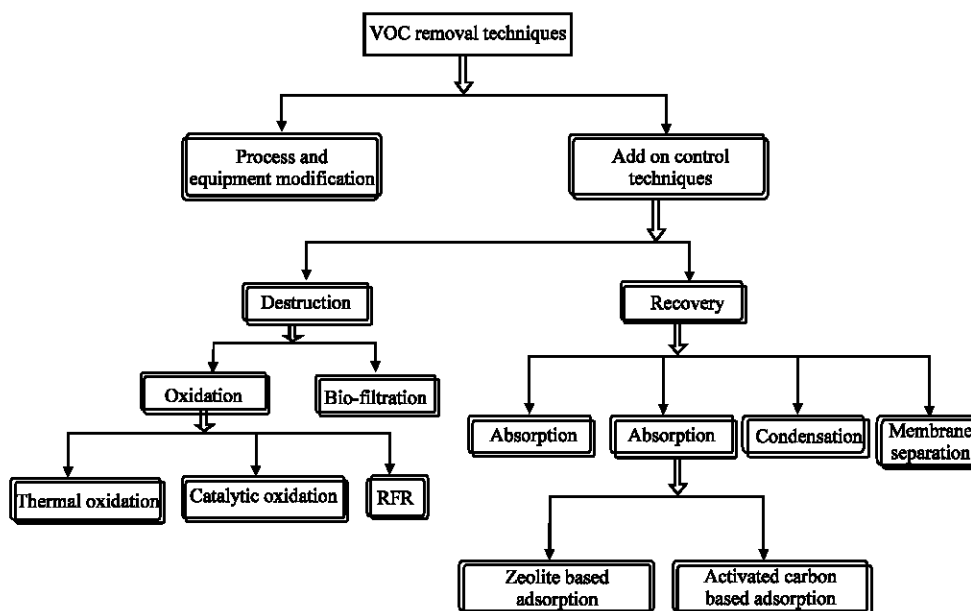 VOC removal techniques
Process and
equipment modification
Add on control
techniques
Destruction
Recovery
Oxidation
Bio-filtration
Absorption
Absorption
Condensation
Membrane
separation
Thermal oxidation
Catalytic oxidation
RFR
Zeolite based
adsorption
Activated carbon
based adsorption